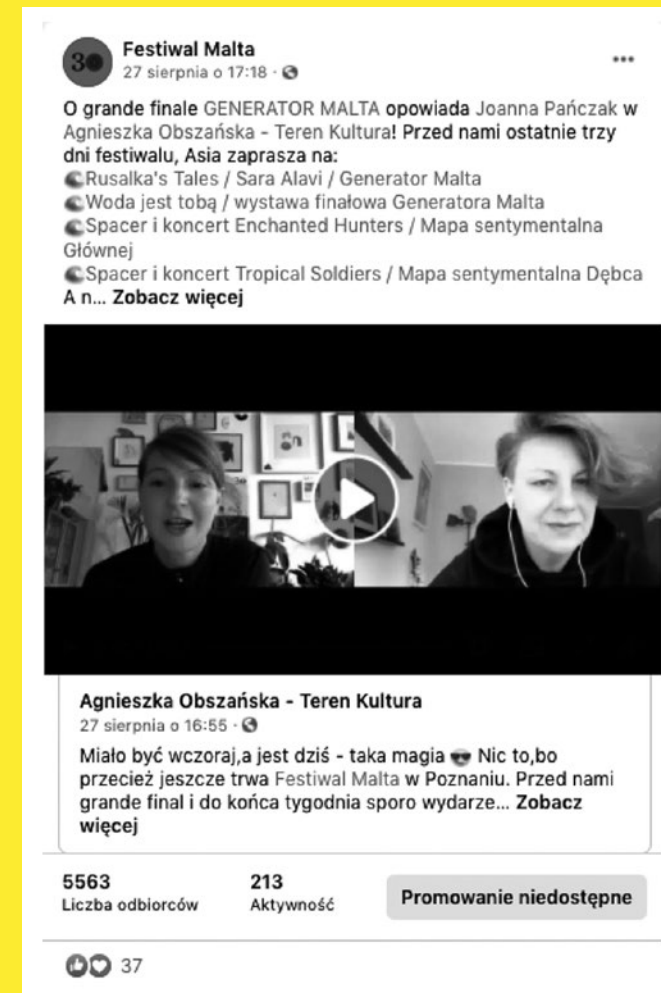 30
Festiwal Malta
27 sierpnia o 17:18 ·
O grande finale GENERATOR MALTA opowiada Joanna Pańczak w
Agnieszka Obszańska - Teren Kultura! Przed nami ostatnie trzy
dni festiwalu, Asia zaprasza na:
Rusalka's Tales / Sara Alavi / Generator Malta
Woda jest tobą / wystawa finałowa Generatora Malta
Spacer i koncert Enchanted Hunters / Mapa sentymentalna
Głównej
Spacer i koncert Tropical Soldiers / Mapa sentymentalna Dębca
A n... Zobacz więcej
Agnieszka Obszańska - Teren Kultura
27 sierpnia o 16:55 ·
Miało być wczoraj,a jest dziś - taka magia 😎 Nic to,bo
przecież jeszcze trwa Festiwal Malta w Poznaniu. Przed nami
grande final i do końca tygodnia sporo wydarze... Zobacz
więcej
5563 213
Liczba odbiorców Aktywność Promowanie niedostępne
37